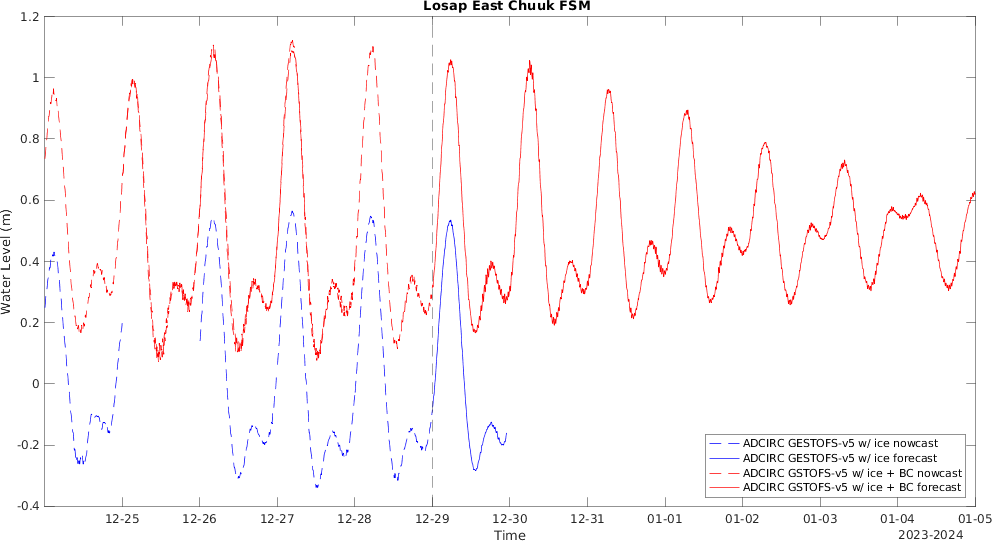 Losap East Chuuk FSM
1.2
1
0.8
0.6
0.4
0.2
0
-0.2
-0.4
Water Level (m)
ADCIRC GESTOFS-v5 w/ ice nowcast
ADCIRC GESTOFS-v5 w/ ice forecast
ADCIRC GSTOFS-v5 w/ ice + BC nowcast
ADCIRC GSTOFS-v5 w/ ice + BC forecast
12-25 12-26 12-27 12-28 12-29 12-30 12-31 01-01 01-02 01-03 01-04 01-05
Time
2023-2024